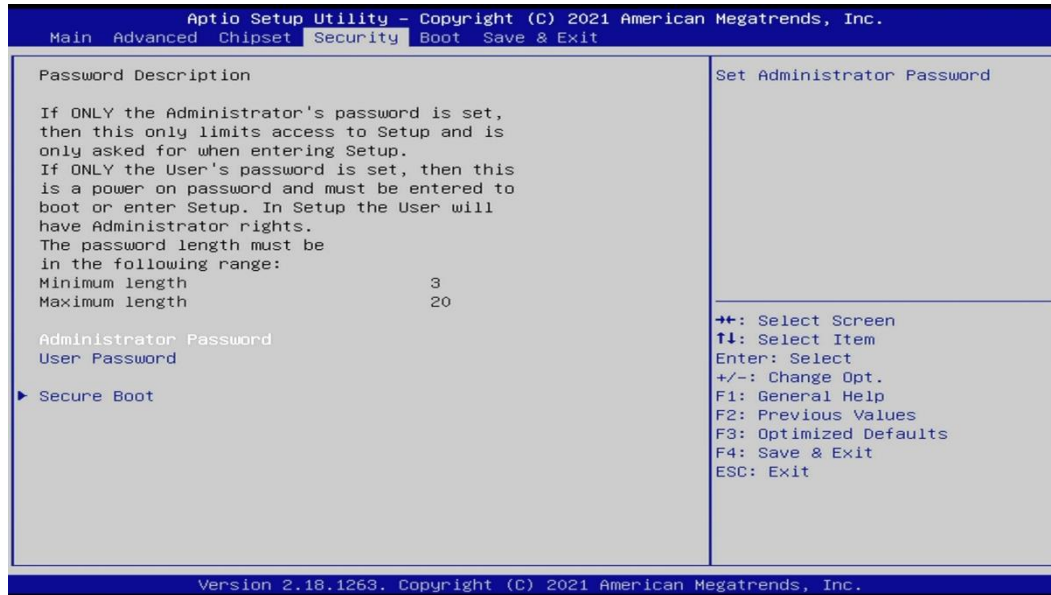 Aptio Setup Utility – Copyright (C) 2021 American Megatrends, Inc.
Main Advanced Chipset Security Boot Save & Exit
Password Description
If ONLY the Administrator's password is set,
then this only limits access to Setup and is
only asked for when entering Setup.
If ONLY the User's password is set, then this
is a power on password and must be entered to
boot or enter Setup. In Setup the User will
have Administrator rights.
The password length must be
in the following range:
Minimum length 3
Maximum length 20
Administrator Password
User Password
Secure Boot
Set Administrator Password
→←: Select Screen
↑↓: Select Item
Enter: Select
+/-: Change Opt.
F1: General Help
F2: Previous Values
F3: Optimized Defaults
F4: Save & Exit
ESC: Exit
Version 2.18.1263. Copyright (C) 2021 American Megatrends, Inc.